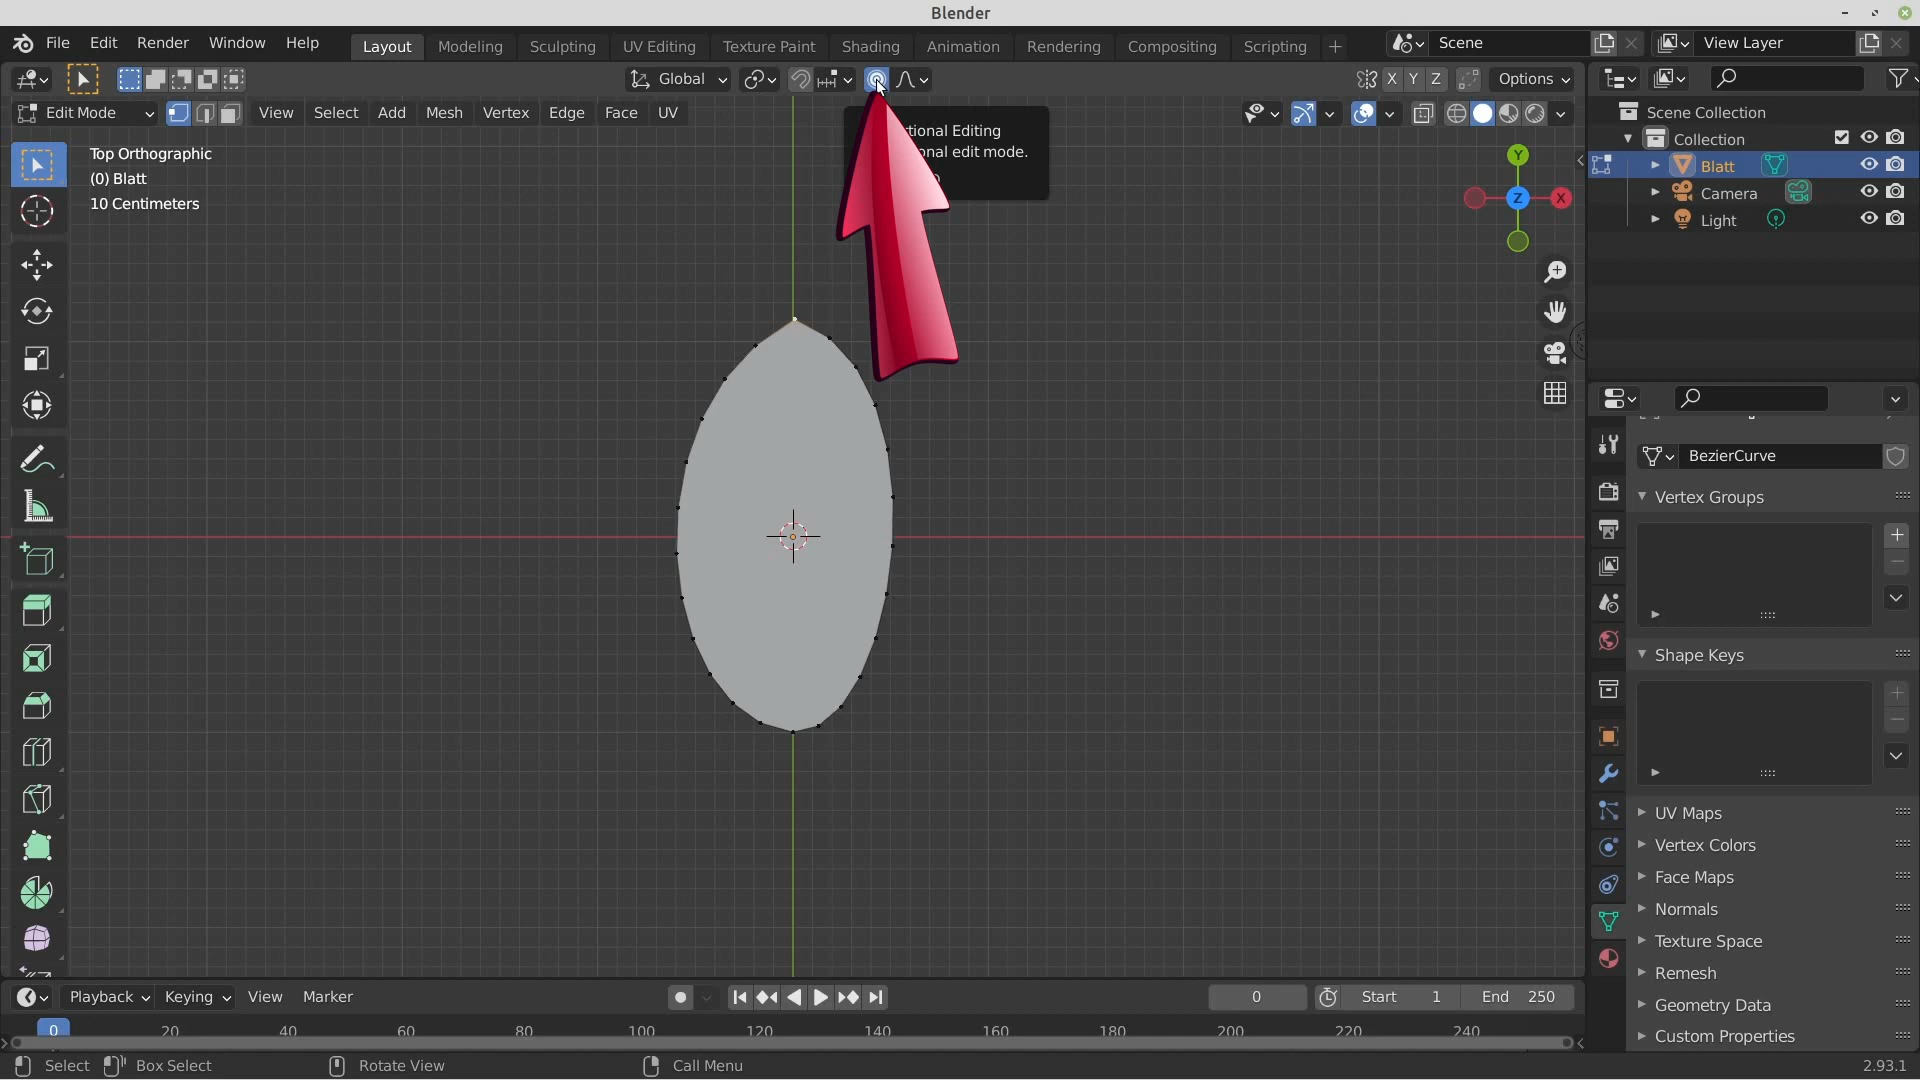 Blender
File Edit Render Window Help
Layout Modeling Sculpting UV Editing Texture Paint Shading Animation Rendering Compositing Scripting +
Scene
View Layer
Global
X Y Z
Options
Edit Mode
View Select Add Mesh Vertex Edge Face UV
Top Orthographic
(0) Blatt
10 Centimeters
tional Editing
onal edit mode.
Y
X
Z
Scene Collection
Collection
Blatt
Camera
Light
BezierCurve
Vertex Groups
Shape Keys
UV Maps
Vertex Colors
Face Maps
Normals
Texture Space
Remesh
Geometry Data
Custom Properties
Playback Keying View Marker
0
Start 1
End 250
0 20 40 60 80 100 120 140 160 180 200 220 240
Select Box Select Rotate View Call Menu
2.93.1